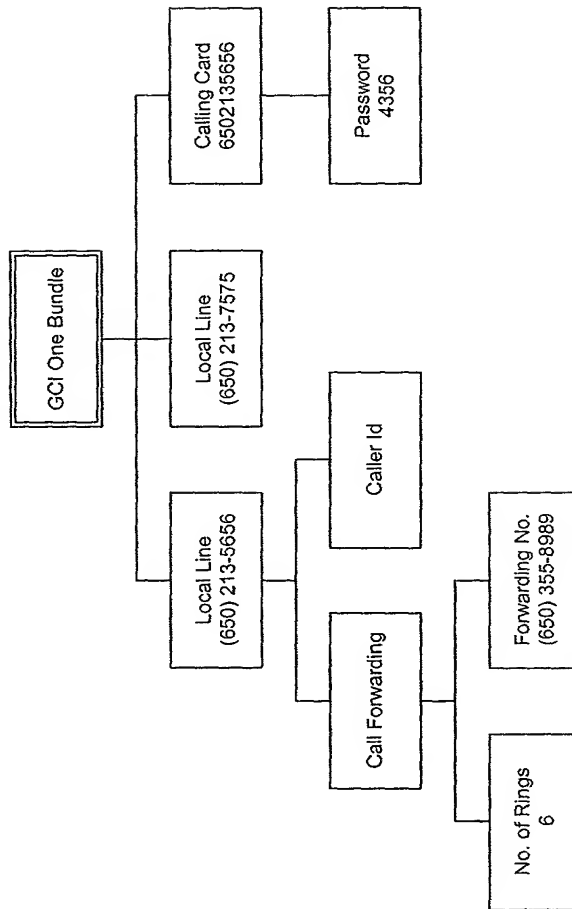 GCI One Bundle
Local Line
(650) 213-5656
Local Line
(650) 213-7575
Calling Card
6502135656
Call Forwarding
Caller Id
Password
4356
No. of Rings
6
Forwarding No.
(650) 355-8989